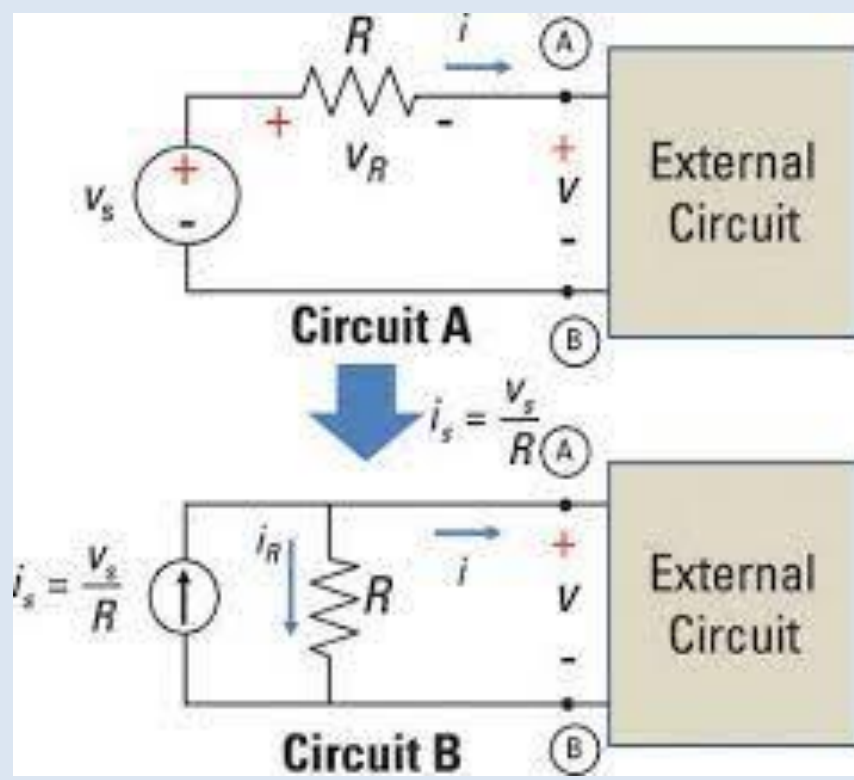 R
i
A
+
-
v_R
+
v_s
-
+
v
-
External
Circuit
Circuit A
B
i_s = v_s/R
A
i_s = v_s/R
i_R
R
i
+
v
-
External
Circuit
Circuit B
B